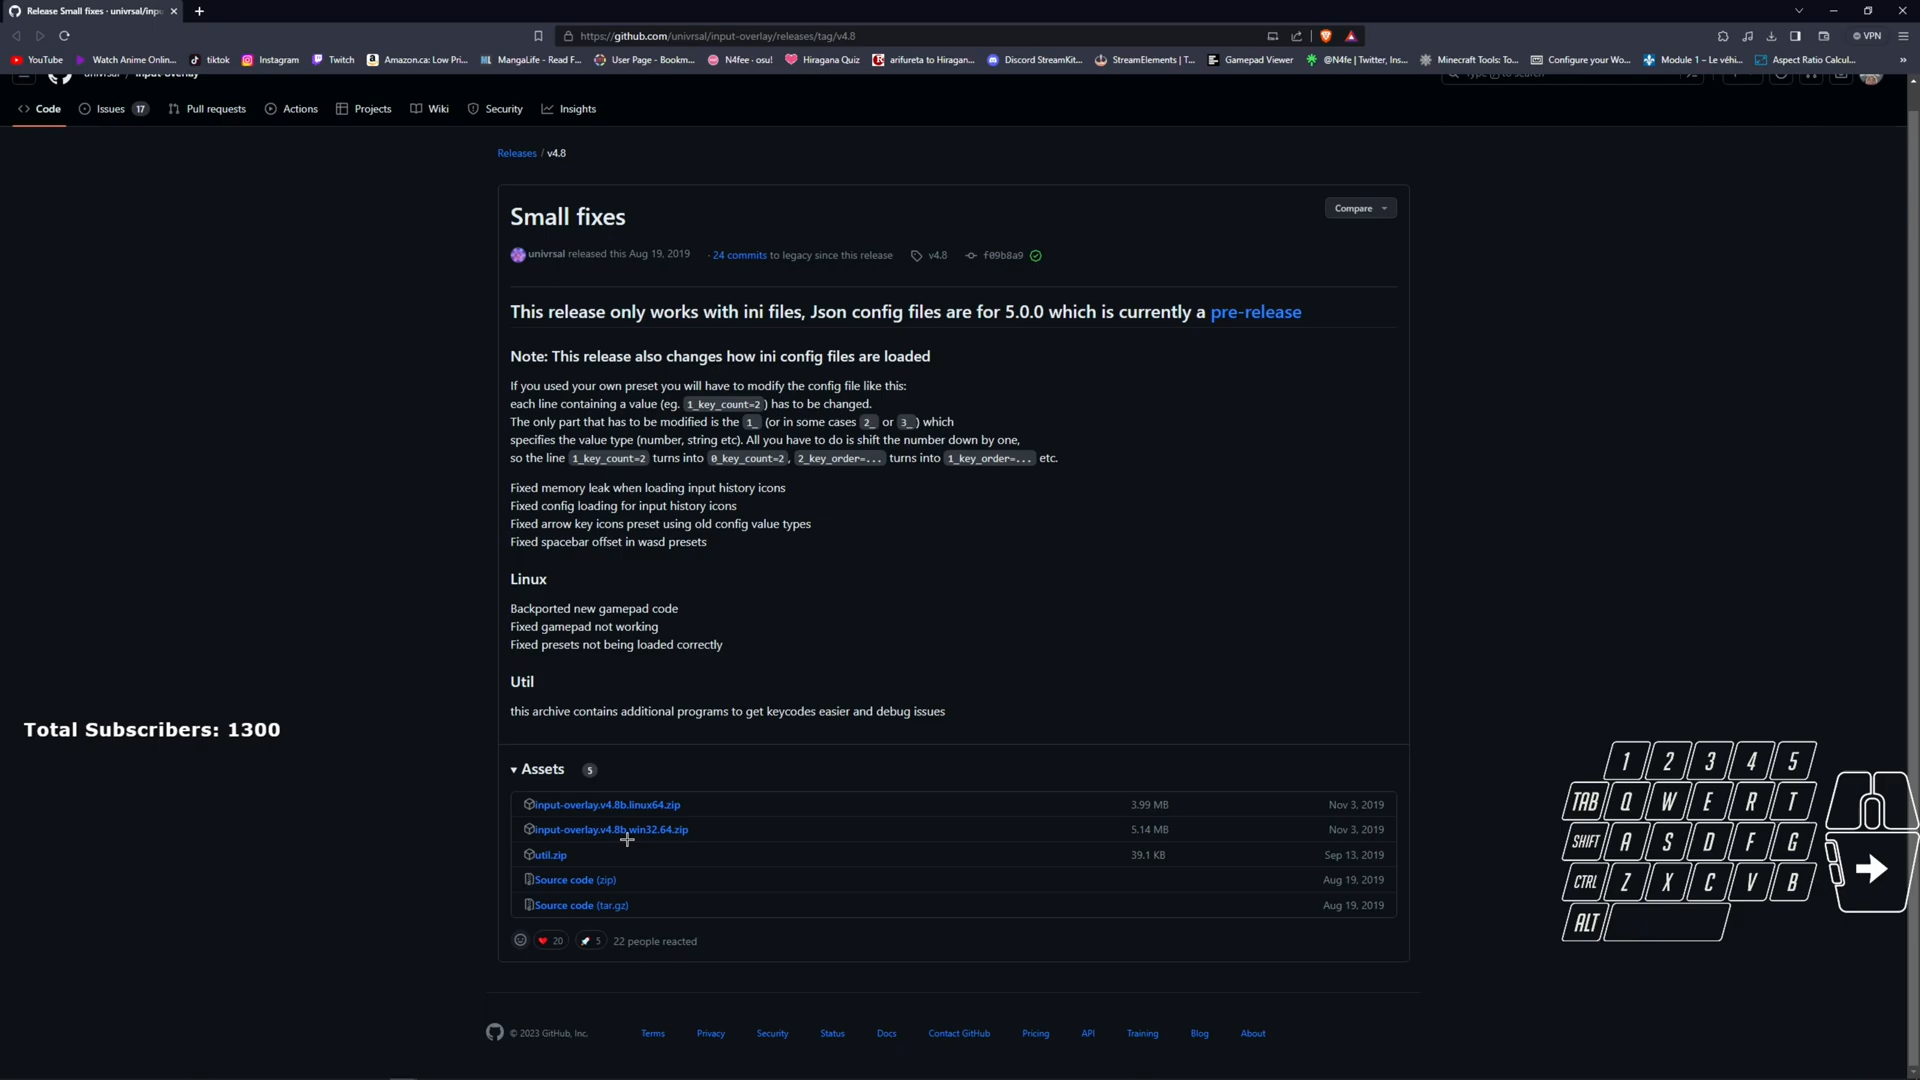 Release Small fixes · univrsal/inpu
https://github.com/univrsal/input-overlay/releases/tag/v4.8
VPN
YouTube
Watch Anime Onlin...
tiktok
Instagram
Twitch
Amazon.ca: Low Pri...
MangaLife - Read F...
User Page - Bookm...
N4fee · osu!
Hiragana Quiz
arifureta to Hiragan...
Discord StreamKit...
StreamElements | T...
Gamepad Viewer
@N4fe | Twitter, Ins...
Minecraft Tools: To...
Configure your Wo...
Module 1 – Le véhi...
Aspect Ratio Calcul...
Code
Issues 17
Pull requests
Actions
Projects
Wiki
Security
Insights
Releases / v4.8
Small fixes
Compare
univrsal released this Aug 19, 2019 · 24 commits to legacy since this release v4.8 f09b8a9
This release only works with ini files, Json config files are for 5.0.0 which is currently a pre-release
Note: This release also changes how ini config files are loaded
If you used your own preset you will have to modify the config file like this:
each line containing a value (eg. 1_key_count=2 ) has to be changed.
The only part that has to be modified is the 1_ (or in some cases 2_ or 3_ ) which
specifies the value type (number, string etc). All you have to do is shift the number down by one,
so the line 1_key_count=2 turns into 0_key_count=2 , 2_key_order=... turns into 1_key_order=... etc.
Fixed memory leak when loading input history icons
Fixed config loading for input history icons
Fixed arrow key icons preset using old config value types
Fixed spacebar offset in wasd presets
Linux
Backported new gamepad code
Fixed gamepad not working
Fixed presets not being loaded correctly
Util
this archive contains additional programs to get keycodes easier and debug issues
Total Subscribers: 1300
Assets 5
input-overlay.v4.8b.linux64.zip 3.99 MB Nov 3, 2019
input-overlay.v4.8b.win32.64.zip 5.14 MB Nov 3, 2019
util.zip 39.1 KB Sep 13, 2019
Source code (zip) Aug 19, 2019
Source code (tar.gz) Aug 19, 2019
20 5 22 people reacted
1 2 3 4 5
TAB Q W E R T
SHIFT A S D F G
CTRL Z X C V B
ALT
© 2023 GitHub, Inc.
Terms
Privacy
Security
Status
Docs
Contact GitHub
Pricing
API
Training
Blog
About